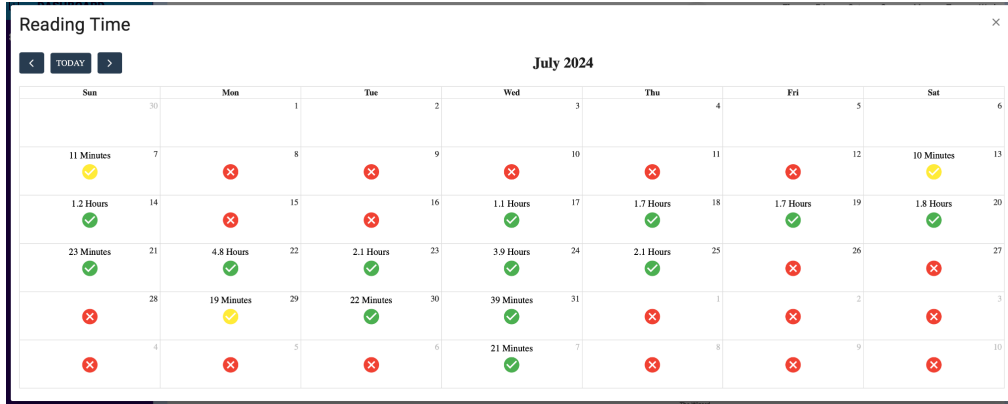 Reading Time
×
TODAY
July 2024
Sun Mon Tue Wed Thu Fri Sat
30 1 2 3 4 5 6
11 Minutes 7 8 9 10 11 12 10 Minutes 13
1.2 Hours 14 15 16 1.1 Hours 17 1.7 Hours 18 1.7 Hours 19 1.8 Hours 20
23 Minutes 21 4.8 Hours 22 2.1 Hours 23 3.9 Hours 24 2.1 Hours 25 26 27
28 19 Minutes 29 22 Minutes 30 39 Minutes 31 1 2 3
4 5 6 21 Minutes 7 8 9 10